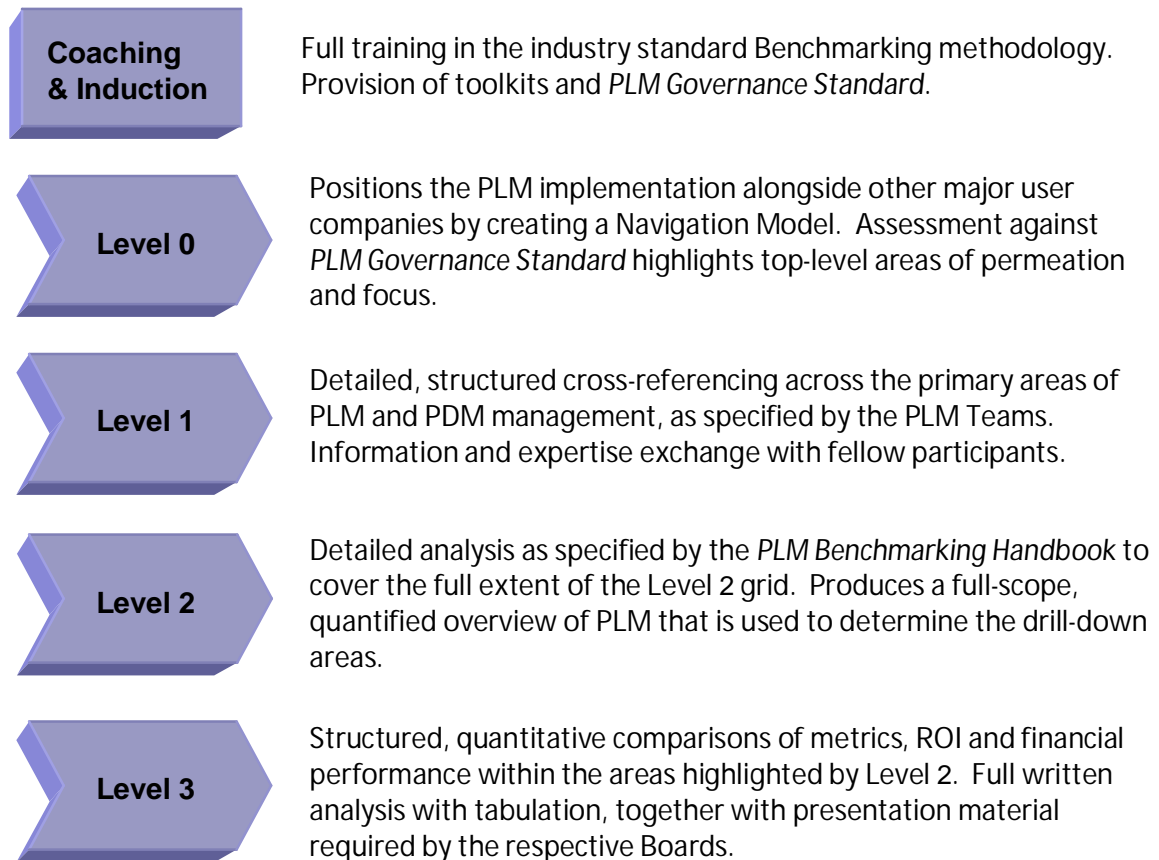 Coaching
& Induction
Full training in the industry standard Benchmarking methodology.
Provision of toolkits and PLM Governance Standard.
Level 0
Positions the PLM implementation alongside other major user
companies by creating a Navigation Model. Assessment against
PLM Governance Standard highlights top-level areas of permeation
and focus.
Level 1
Detailed, structured cross-referencing across the primary areas of
PLM and PDM management, as specified by the PLM Teams.
Information and expertise exchange with fellow participants.
Level 2
Detailed analysis as specified by the PLM Benchmarking Handbook to
cover the full extent of the Level 2 grid. Produces a full-scope,
quantified overview of PLM that is used to determine the drill-down
areas.
Level 3
Structured, quantitative comparisons of metrics, ROI and financial
performance within the areas highlighted by Level 2. Full written
analysis with tabulation, together with presentation material
required by the respective Boards.